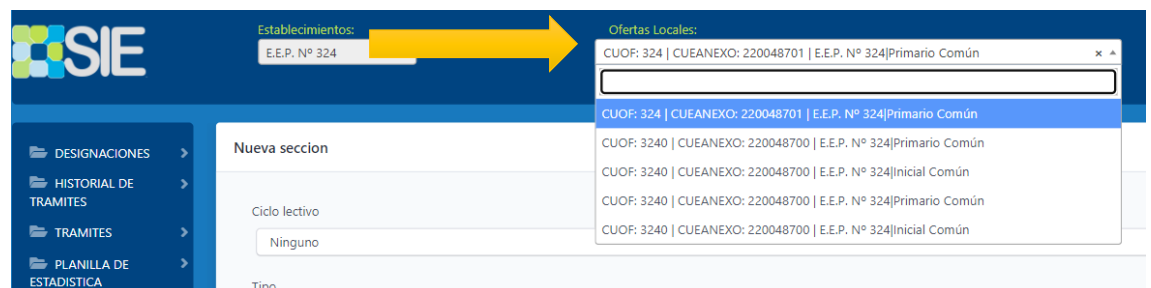 SIE
Establecimientos:
E.E.P. Nº 324
Ofertas Locales:
CUOF: 324 | CUEANEXO: 220048701 | E.E.P. Nº 324|Primario Común
CUOF: 324 | CUEANEXO: 220048701 | E.E.P. Nº 324|Primario Común
CUOF: 3240 | CUEANEXO: 220048700 | E.E.P. Nº 324|Primario Común
CUOF: 3240 | CUEANEXO: 220048700 | E.E.P. Nº 324|Inicial Común
CUOF: 3240 | CUEANEXO: 220048700 | E.E.P. Nº 324|Primario Común
CUOF: 3240 | CUEANEXO: 220048700 | E.E.P. Nº 324|Inicial Común
DESIGNACIONES
HISTORIAL DE
TRAMITES
TRAMITES
PLANILLA DE
ESTADISTICA
Nueva seccion
Ciclo lectivo
Ninguno
Tipo